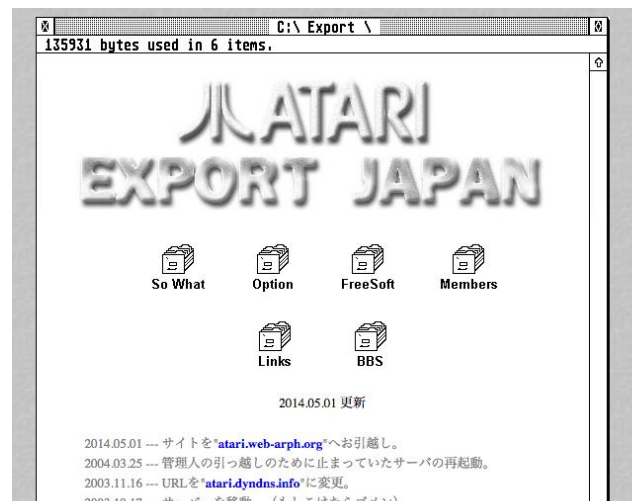 C:\ Export \
135931 bytes used in 6 items.
ATARI
EXPORT JAPAN
So What
Option
FreeSoft
Members
Links
BBS
2014.05.01 更新
2014.05.01 --- サイトを"atari.web-arph.org"へお引越し。
2004.03.25 --- 管理人の引っ越しのために止まっていたサーバの再起動。
2003.11.16 --- URLを"atari.dyndns.info"に変更。